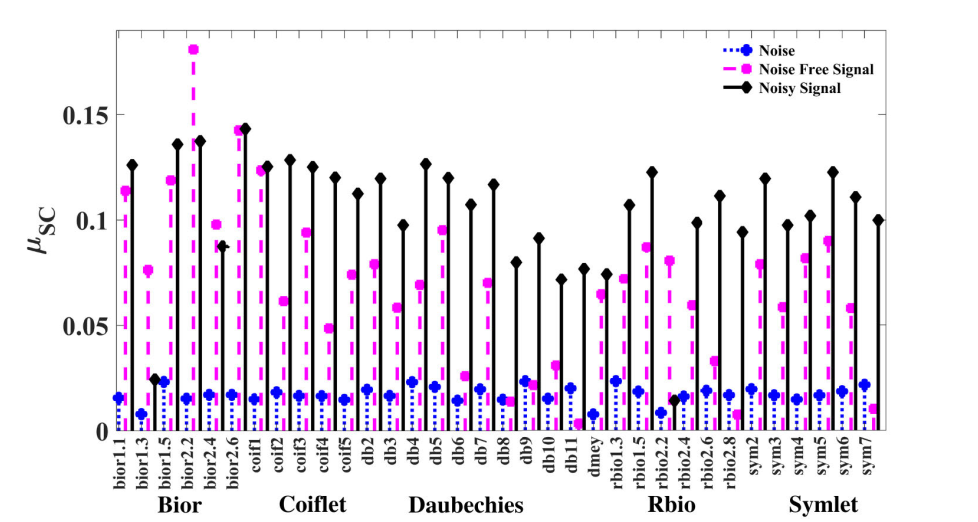 Noise
Noise Free Signal
Noisy Signal
μSC
0.15
0.1
0.05
0
bior1.1
bior1.3
bior1.5
bior2.2
bior2.4
bior2.6
coif1
coif2
coif3
coif4
coif5
db2
db3
db4
db5
db6
db7
db8
db9
db10
db11
dmey
rbio1.3
rbio1.5
rbio2.2
rbio2.4
rbio2.6
rbio2.8
sym2
sym3
sym4
sym5
sym6
sym7
Bior Coiflet Daubechies Rbio Symlet